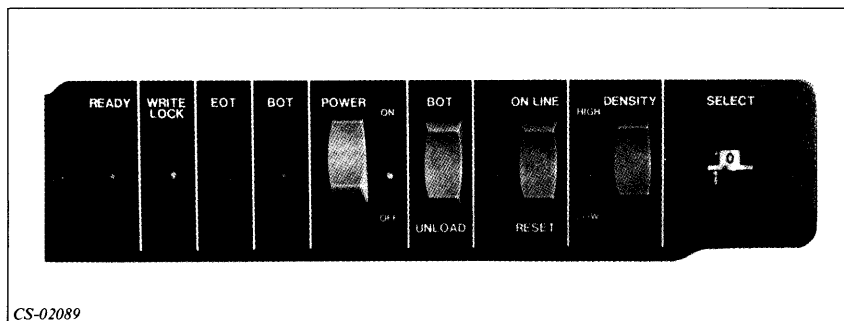 READY WRITE LOCK EOT BOT POWER BOT ON LINE DENSITY SELECT
ON HIGH
0
OFF LOW
UNLOAD RESET
CS-02089